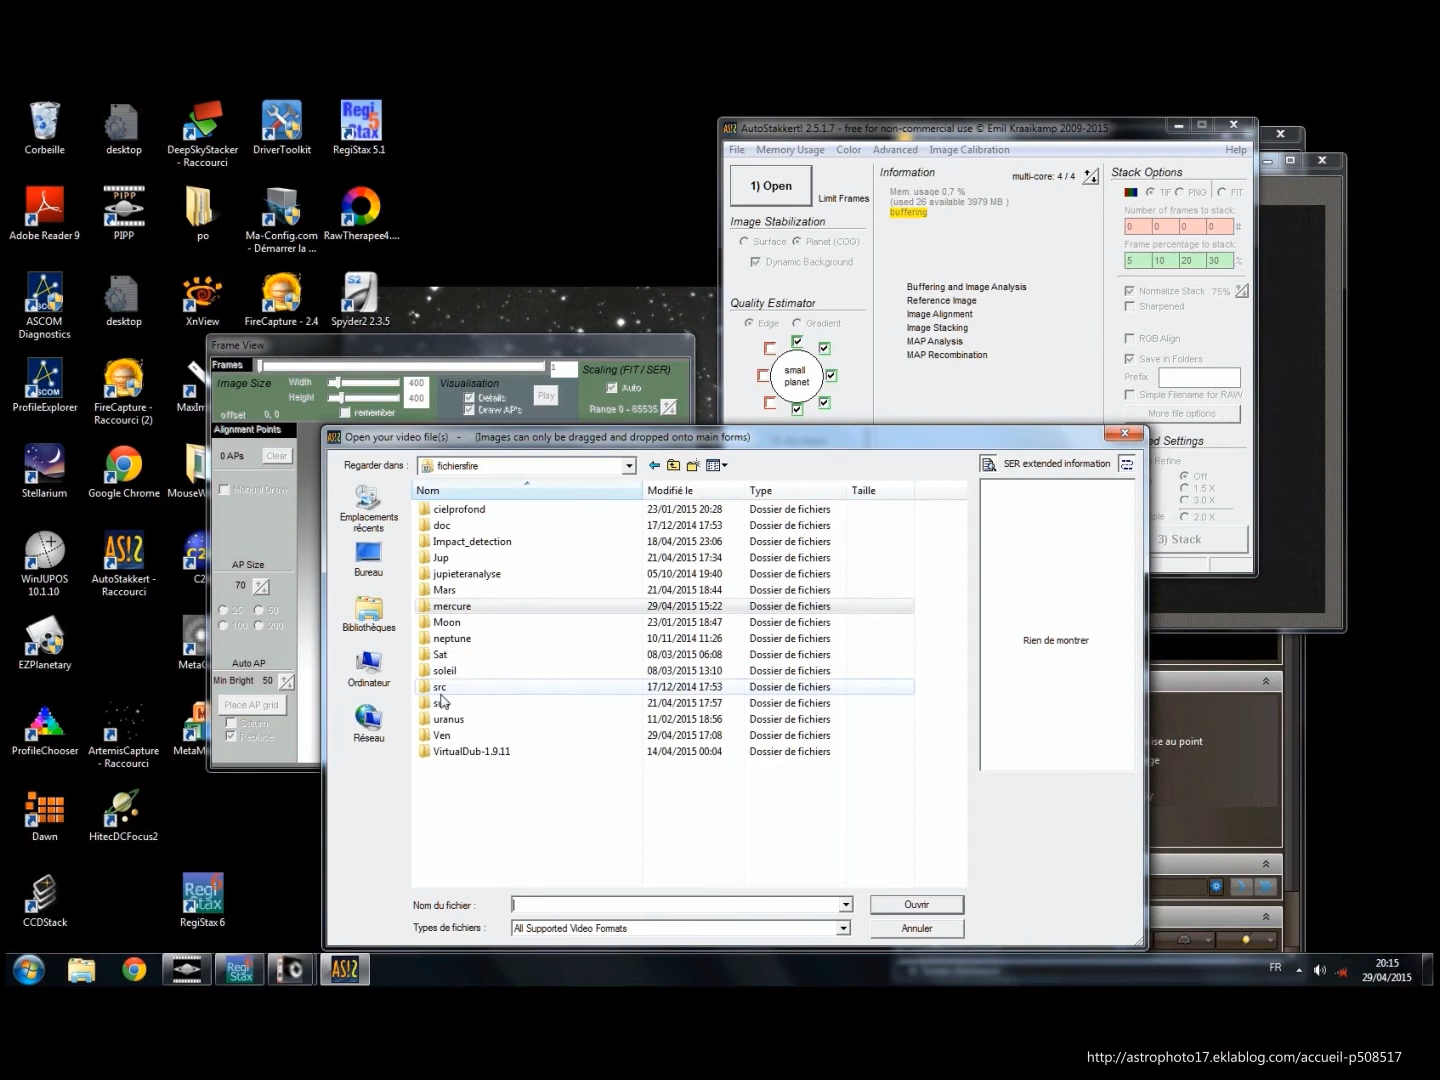 Corbeille
desktop
DeepSkyStacker - Raccourci
DriverToolkit
RegiStax 5.1
Adobe Reader 9
PIPP
po
Ma-Config.com - Démarrer la ...
RawTherapee4....
ASCOM Diagnostics
desktop
XnView
FireCapture - 2.4
Spyder2 2.3.5
ProfileExplorer
FireCapture - Raccourci (2)
MaxIm
Stellarium
Google Chrome
MouseW
WinJUPOS 10.1.10
AutoStakkert - Raccourci
C2
EZPlanetary
MetaG
ProfileChooser
ArtemisCapture - Raccourci
MetaM
Dawn
HitecDCFocus2
CCDStack
RegiStax 6
AutoStakkert! 2.5.1.7 - free for non-commercial use © Emil Kraaikamp 2009-2015
File Memory Usage Color Advanced Image Calibration Help
1) Open
Limit Frames
Image Stabilization
Surface Planet (COG)
Dynamic Background
Quality Estimator
Edge Gradient
small planet
Information
multi-core: 4 / 4
Mem. usage 0,7 %
(used 26 available 3979 MB )
buffering
Buffering and Image Analysis
Reference Image
Image Alignment
Image Stacking
MAP Analysis
MAP Recombination
Stack Options
TIF PNG FIT
Number of frames to stack:
0 0 0 0 #
Frame percentage to stack:
5 10 20 30 %
Normalize Stack 75%
Sharpened
RGB Align
Save in Folders
Prefix
Simple Filename for RAW
More file options
ed Settings
Refine
Off
1.5 X
3.0 X
ple 2.0 X
3) Stack
Frame View
Frames 1
Image Size
Width 400
Height 400
offset 0, 0
remember
Visualisation
Details
Draw AP's
Play
Scaling (FIT / SER)
Auto
Range 0 - 65535
Alignment Points
0 APs Clear
Manual Draw
AP Size
70
25 50
100 200
Auto AP
Min Bright 50
Place AP grid
Saturn
Replace
Open your video file(s) - (Images can only be dragged and dropped onto main forms)
Regarder dans : fichiersfire
SER extended information
Emplacements récents
Bureau
Bibliothèques
Ordinateur
Réseau
Nom Modifié le Type Taille
cielprofond 23/01/2015 20:28 Dossier de fichiers
doc 17/12/2014 17:53 Dossier de fichiers
Impact_detection 18/04/2015 23:06 Dossier de fichiers
Jup 21/04/2015 17:34 Dossier de fichiers
jupieteranalyse 05/10/2014 19:40 Dossier de fichiers
Mars 21/04/2015 18:44 Dossier de fichiers
mercure 29/04/2015 15:22 Dossier de fichiers
Moon 23/01/2015 18:47 Dossier de fichiers
neptune 10/11/2014 11:26 Dossier de fichiers
Sat 08/03/2015 06:08 Dossier de fichiers
soleil 08/03/2015 13:10 Dossier de fichiers
src 17/12/2014 17:53 Dossier de fichiers
21/04/2015 17:57 Dossier de fichiers
uranus 11/02/2015 18:56 Dossier de fichiers
Ven 29/04/2015 17:08 Dossier de fichiers
VirtualDub-1.9.11 14/04/2015 00:04 Dossier de fichiers
Rien de montrer
Nom du fichier :
Ouvrir
Types de fichiers : All Supported Video Formats
Annuler
ise au point
ge
FR
20:15
29/04/2015
http://astrophoto17.eklablog.com/accueil-p508517